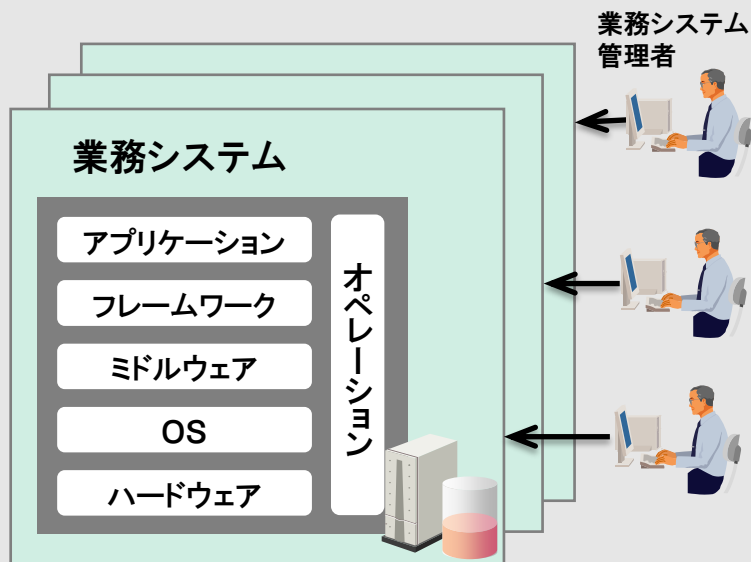 業務システム
管理者
業務システム
アプリケーション
フレームワーク
ミドルウェア
OS
ハードウェア
オペレーション